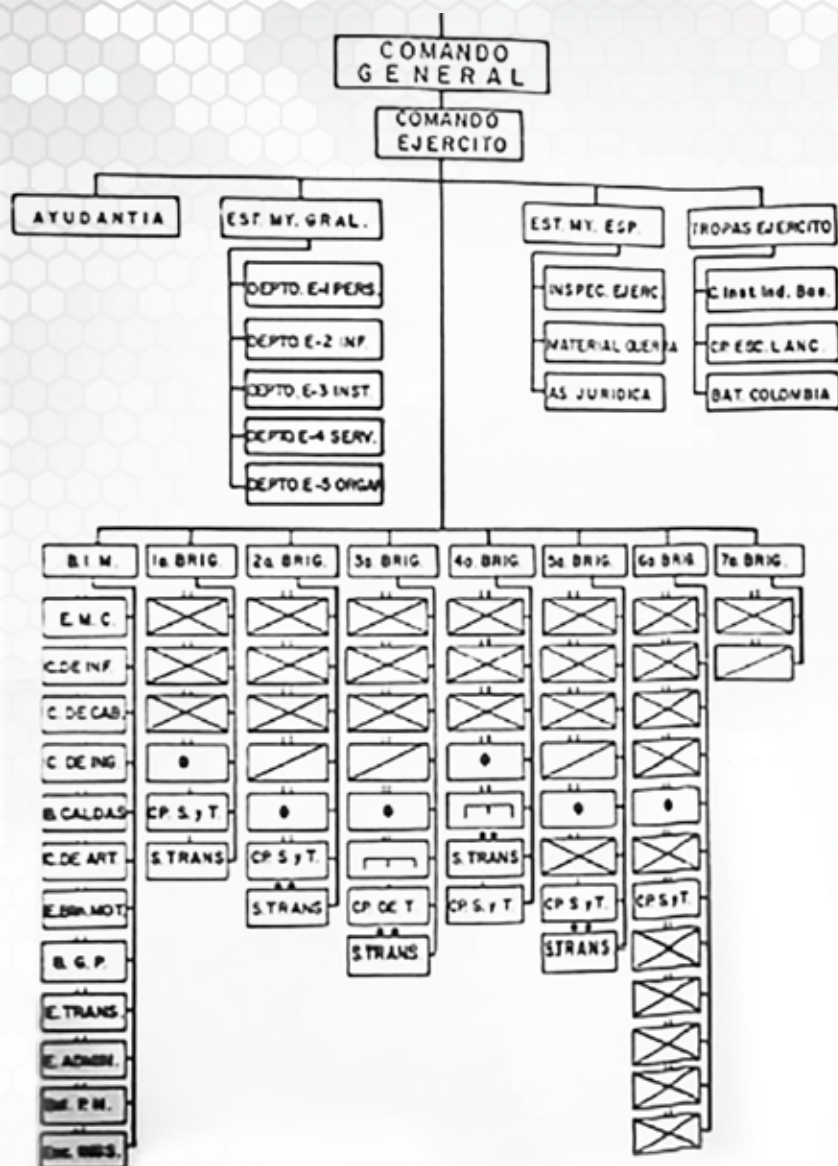 COMANDO
GENERAL
COMANDO
EJERCITO
AYUDANTIA
EST. MY. GRAL.
EST. MY. ESP.
TROPAS EJERCITO
DEPTO. E-1 PERS.
DEPTO E-2 INF.
DEPTO. E-3 INST.
DEPTO E-4 SERV.
DEPTO E-5 ORGAN
INSPEC. EJERC.
MATERIAL GUERRA
AS. JURIDICA
C. Inst. Ind. Bas.
CP. ESC. LANC.
BAT. COLOMBIA
B. I. M.
1a. BRIG.
2a. BRIG.
3a. BRIG.
4a. BRIG.
5a. BRIG.
6a. BRIG.
7a. BRIG.
E. M. C.
C. DE INF.
C. DE CAB.
C. DE ING.
B. CALDAS
C. DE ART.
E. BRn. MOT.
B. G. P.
E. TRANS.
E. ADMIN.
Bat. P. M.
CP. S. y T.
S. TRANS
CP. S y T.
S. TRANS
CP. DE T.
S. TRANS.
S. TRANS
CP. S. y T.
CP. S y T.
S. TRANS
CP. S y T.